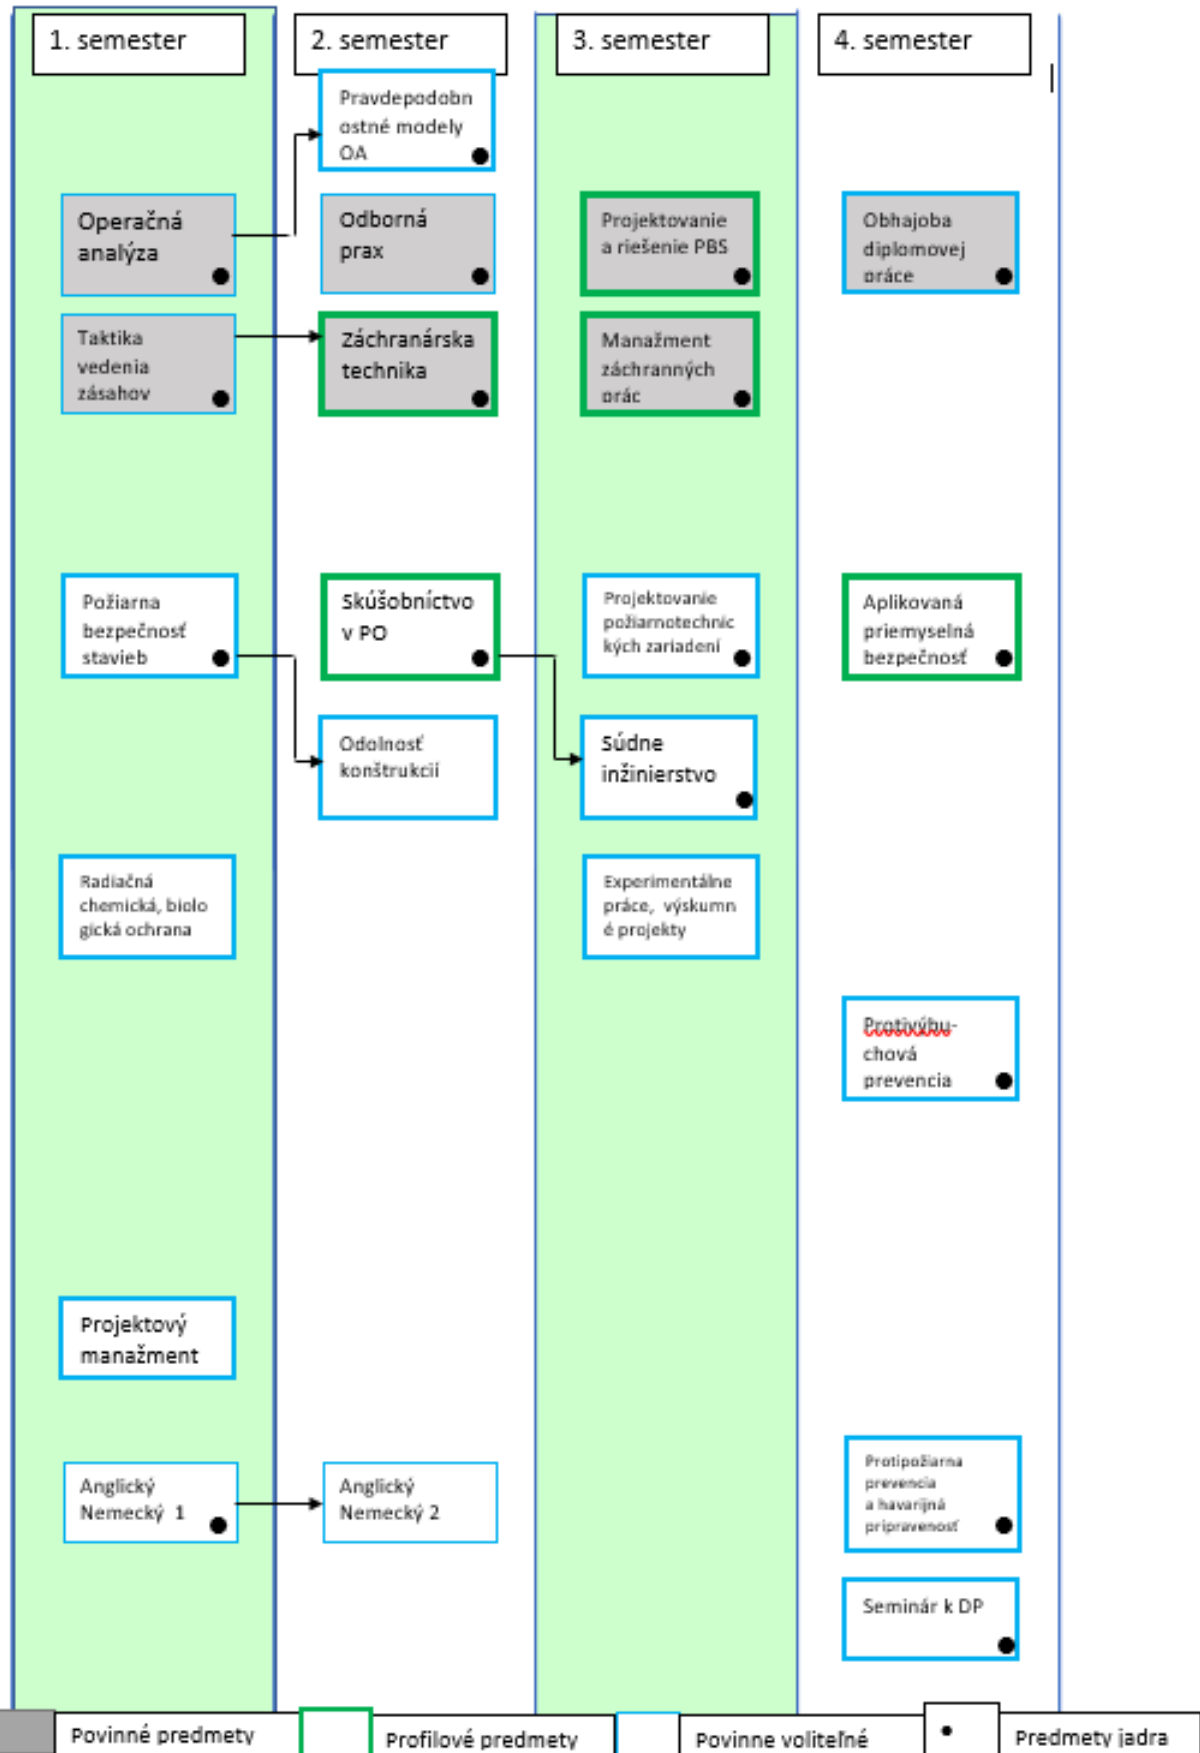 1. semester
2. semester
3. semester
4. semester
Pravdepodobn
ostné modely
OA
Operačná
analýza
Odborná
prax
Projektovanie
a riešenie PBS
Obhajoba
diplomovej
práce
Taktika
vedenia
zásahov
Záchranárska
technika
Manažment
záchranných
prác
Požiarna
bezpečnosť
stavieb
Skúšobníctvo
v PO
Projektovanie
požiarnotechnic
kých zariadení
Aplikovaná
priemyselná
bezpečnosť
Odolnosť
konštrukcií
Súdne
inžinierstvo
Radiačná
chemická, biolo
gická ochrana
Experimentálne
práce, výskumn
é projekty
Protivýbu-
chová
prevencia
Projektový
manažment
Anglický
Nemecký 1
Anglický
Nemecký 2
Protipožiarna
prevencia
a havarijná
pripravenosť
Seminár k DP
Povinné predmety
Profilové predmety
Povinne voliteľné
Predmety jadra